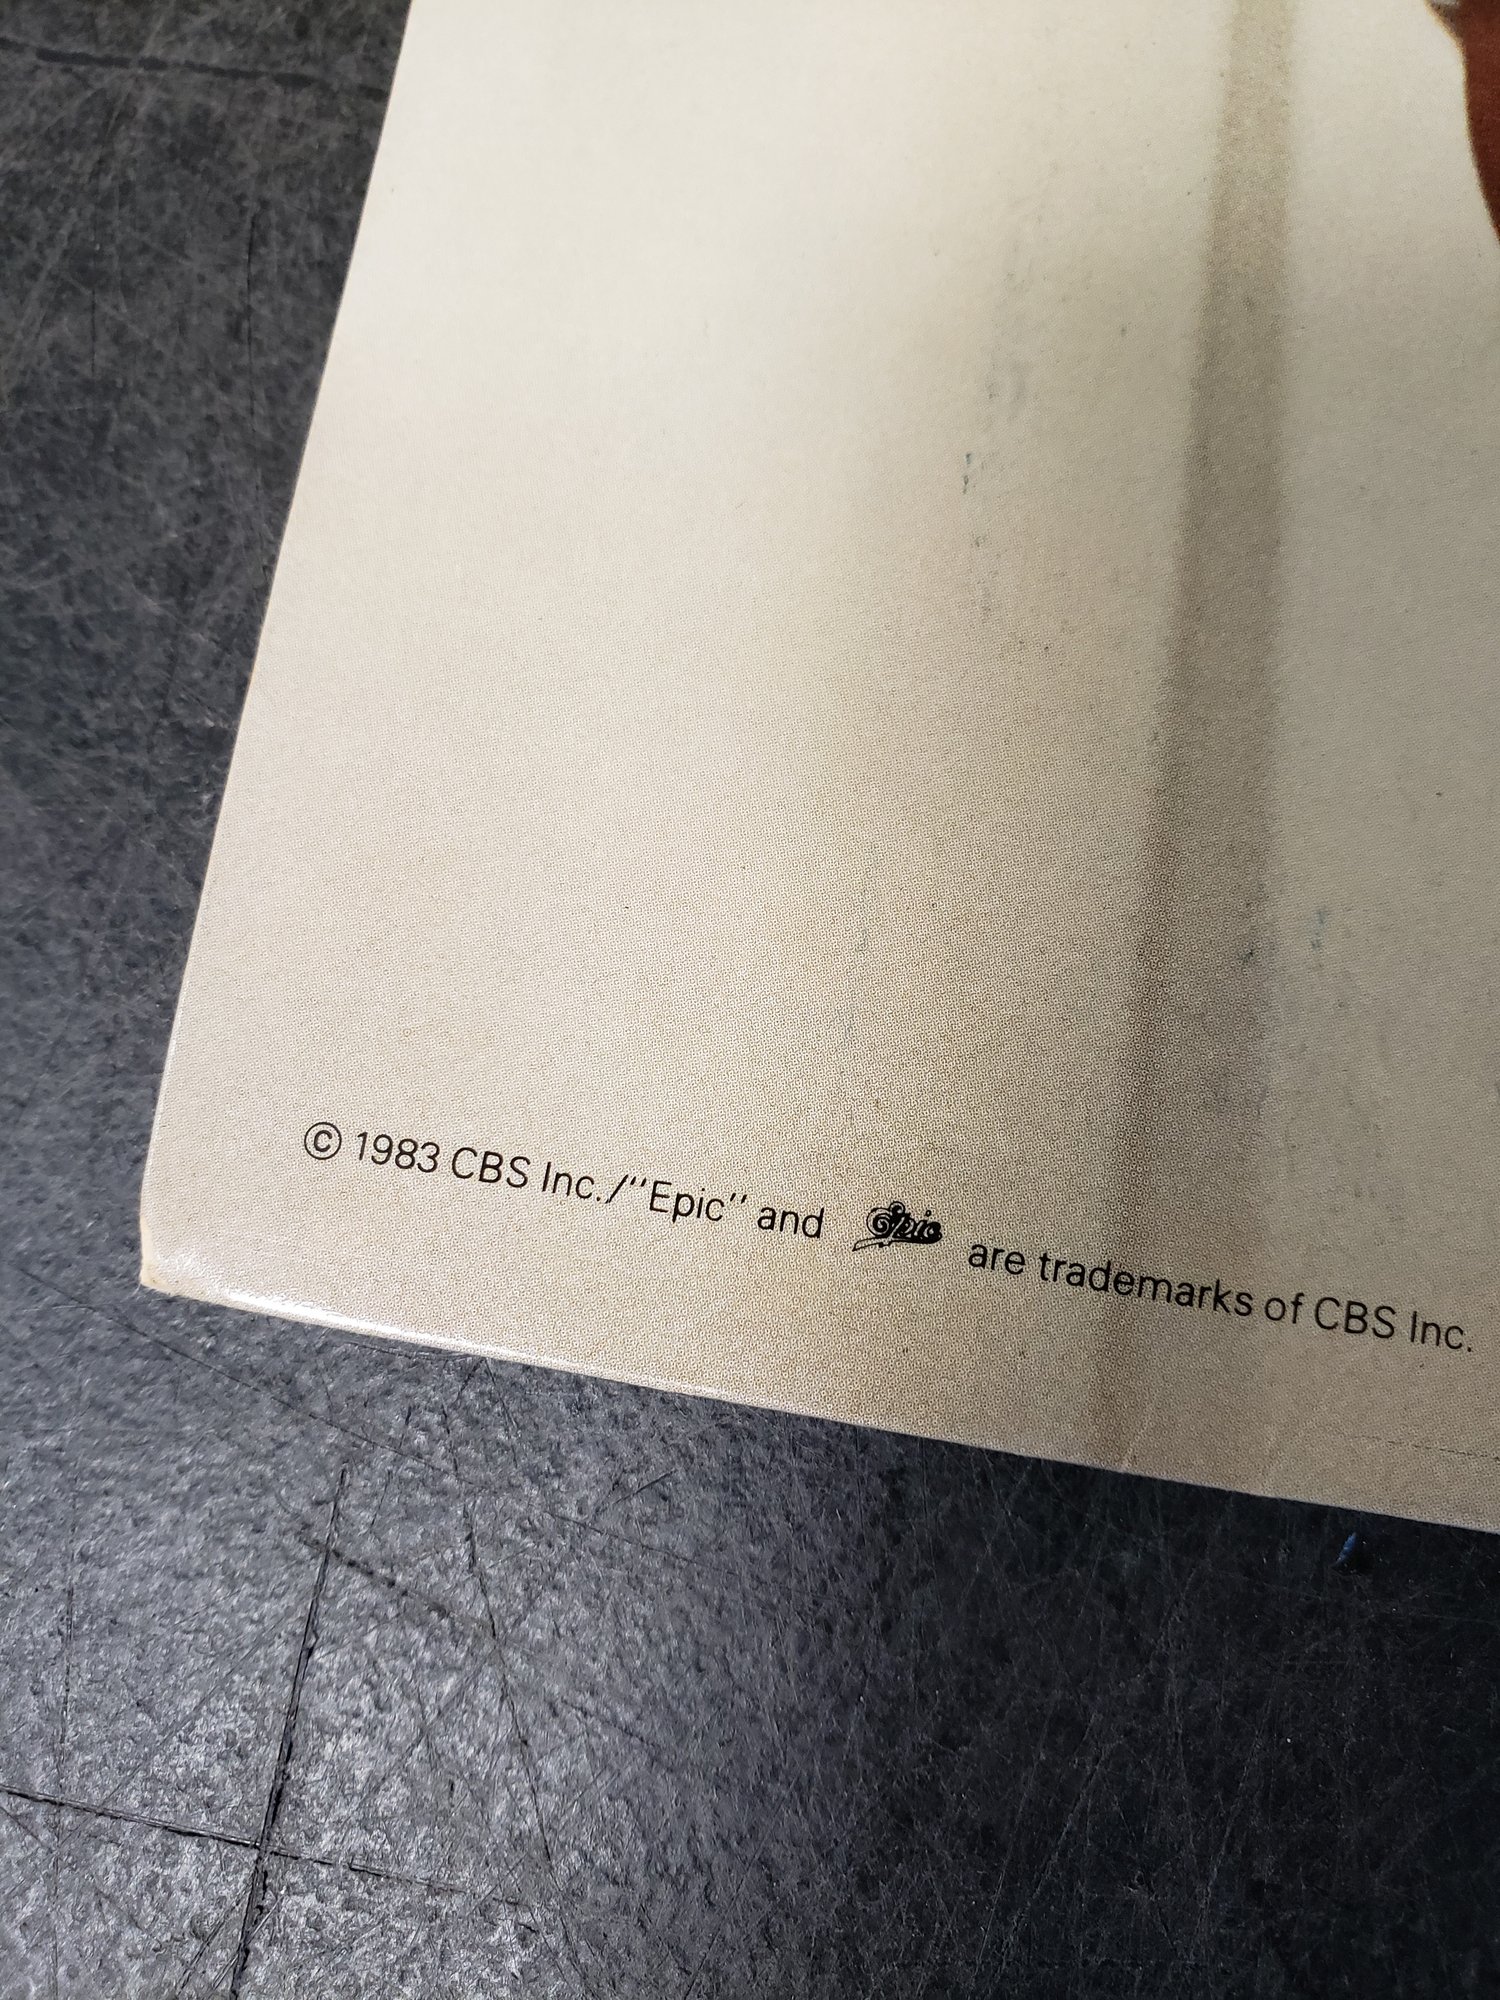 © 1983 CBS Inc./"Epic" and Epic are trademarks of CBS Inc.